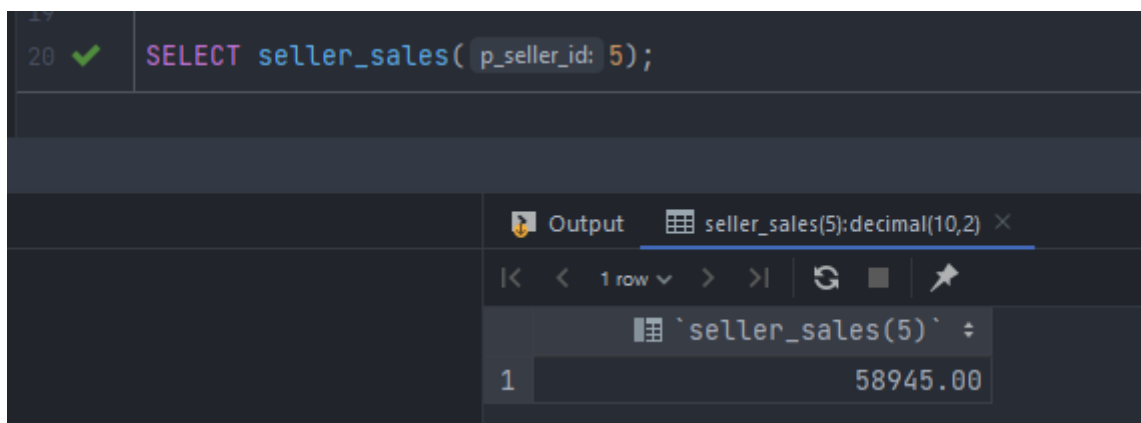 19
20 SELECT seller_sales( p_seller_id: 5);
Output seller_sales(5):decimal(10,2)
1 row
`seller_sales(5)`
1 58945.00